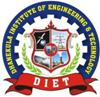 DHANEKULA INSTITUTE OF ENGINEERING & TECHNOLOGY
DIET